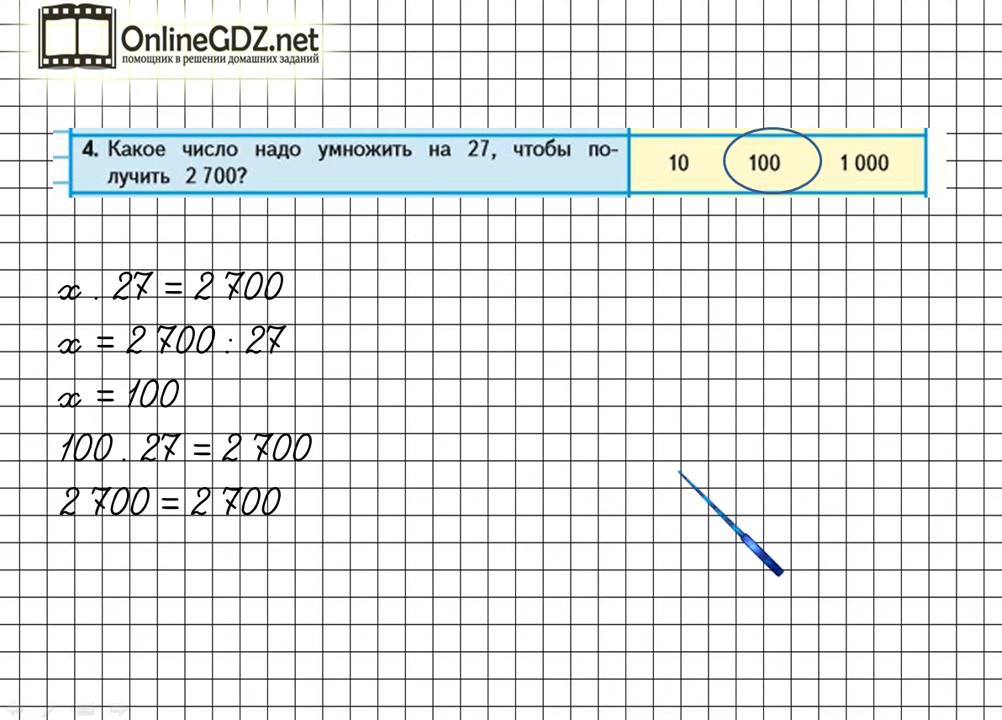 OnlineGDZ.net
помощник в решении домашних заданий
4. Какое число надо умножить на 27, чтобы по-
лучить 2 700?
10 100 1 000
x . 27 = 2 700
x = 2 700 : 27
x = 100
100 . 27 = 2 700
2 700 = 2 700